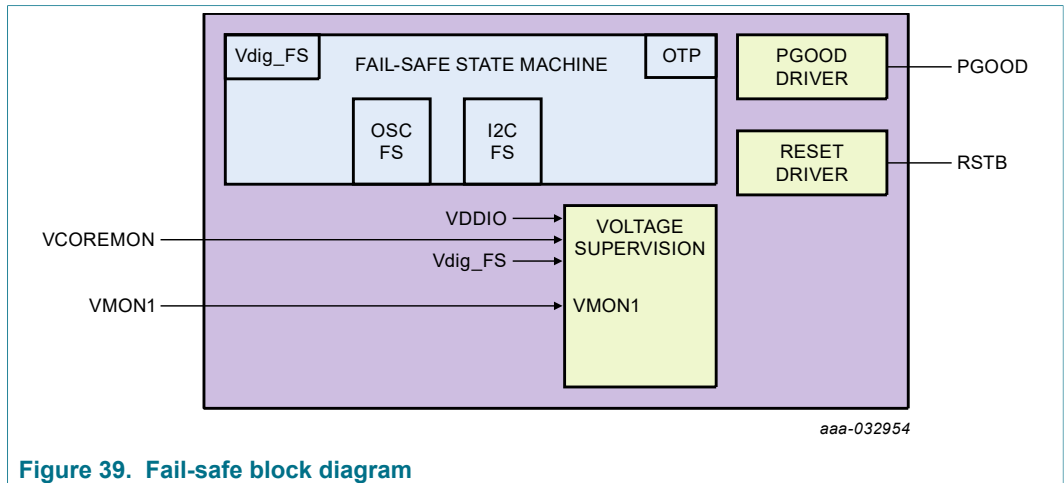 Vdig_FS
FAIL-SAFE STATE MACHINE
OTP
OSC
FS
I2C
FS
PGOOD
DRIVER
PGOOD
RESET
DRIVER
RSTB
VDDIO
VCOREMON
Vdig_FS
VOLTAGE
SUPERVISION
VMON1
VMON1
aaa-032954
Figure 39. Fail-safe block diagram